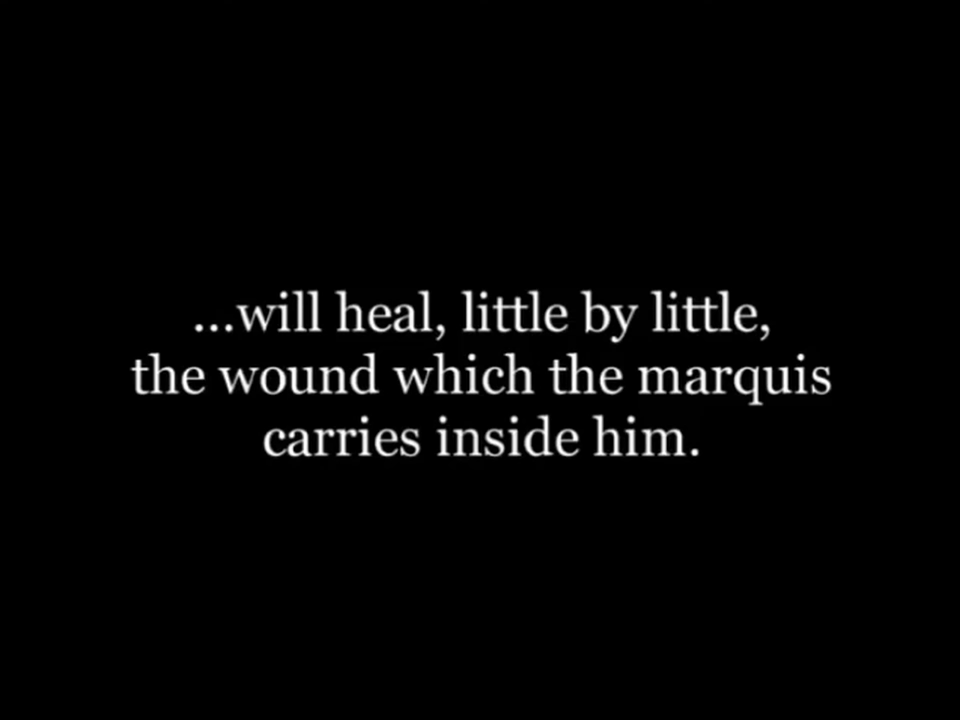 ...will heal, little by little,
the wound which the marquis
carries inside him.